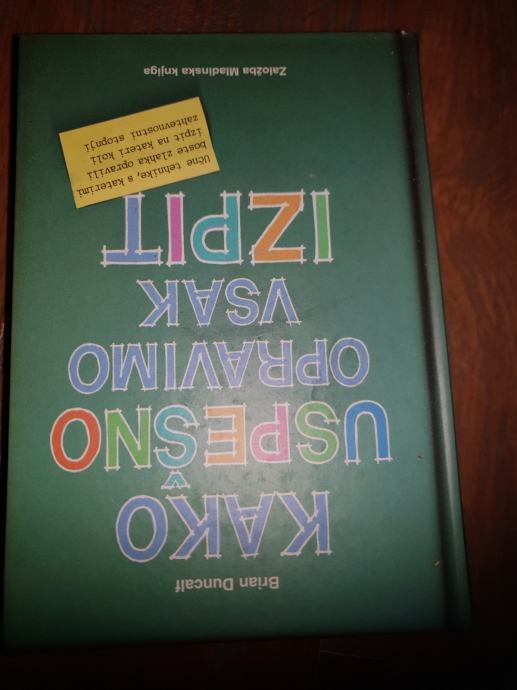 Brian Duncalf
KAKO
USPEŠNO
OPRAVIMO
VSAK
IZPIT
Učne tehnike, s katerimi
boste zlahka opravili
izpit na kateri koli
zahtevnostni stopnji
Založba Mladinska knjiga